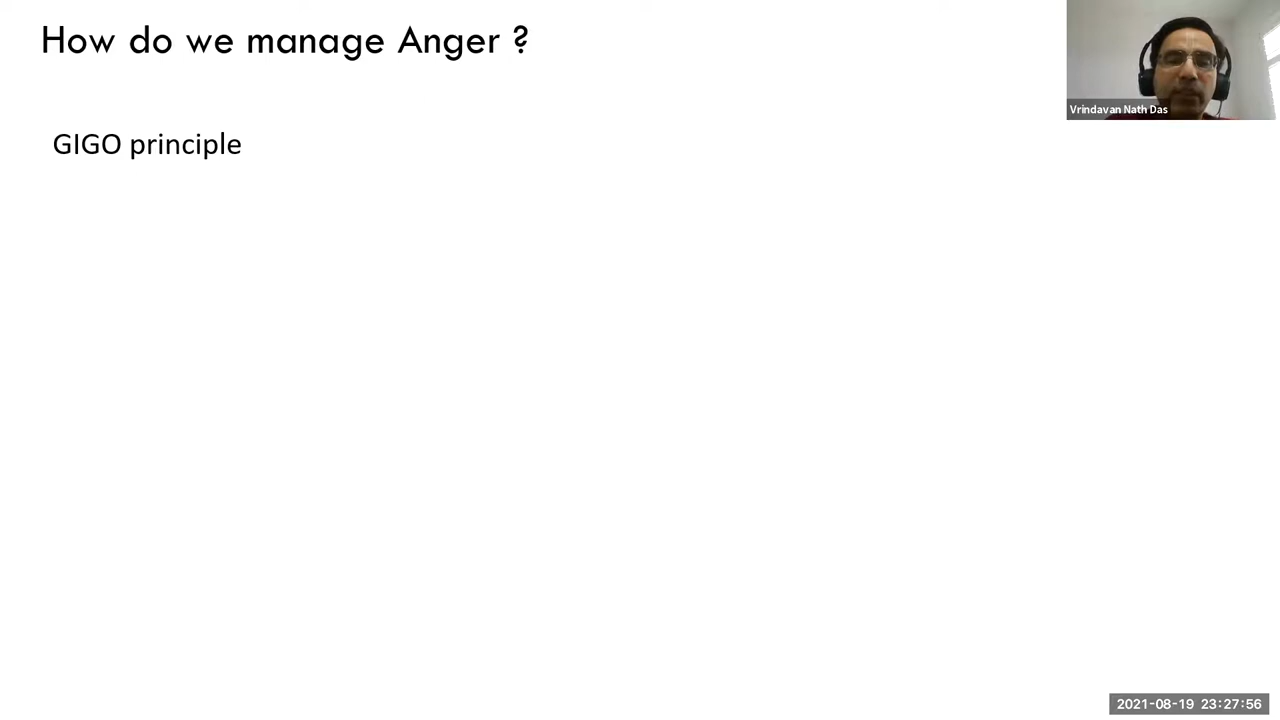 How do we manage Anger ?
Vrindavan Nath Das
GIGO principle
2021-08-19 23:27:56